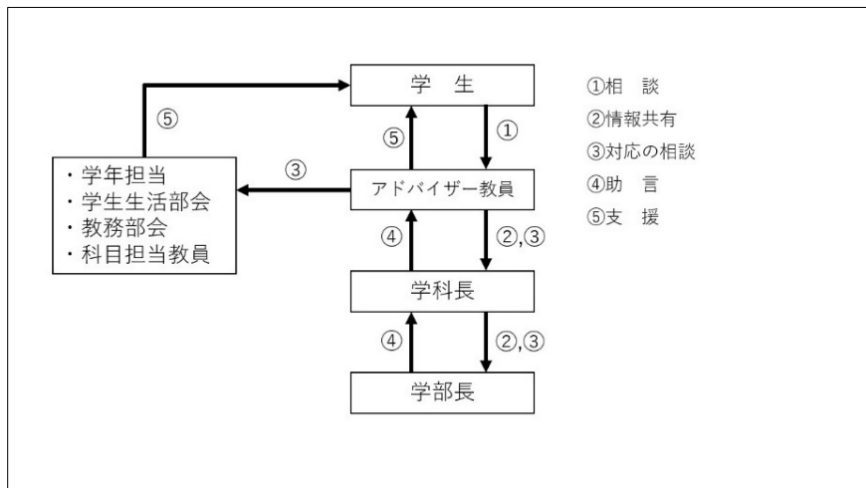 学　生
①相　談
②情報共有
③対応の相談
④助　言
⑤支　援
⑤
⑤
①
③
・学年担当
・学生生活部会
・教務部会
・科目担当教員
アドバイザー教員
④
②,③
学科長
④
②,③
学部長